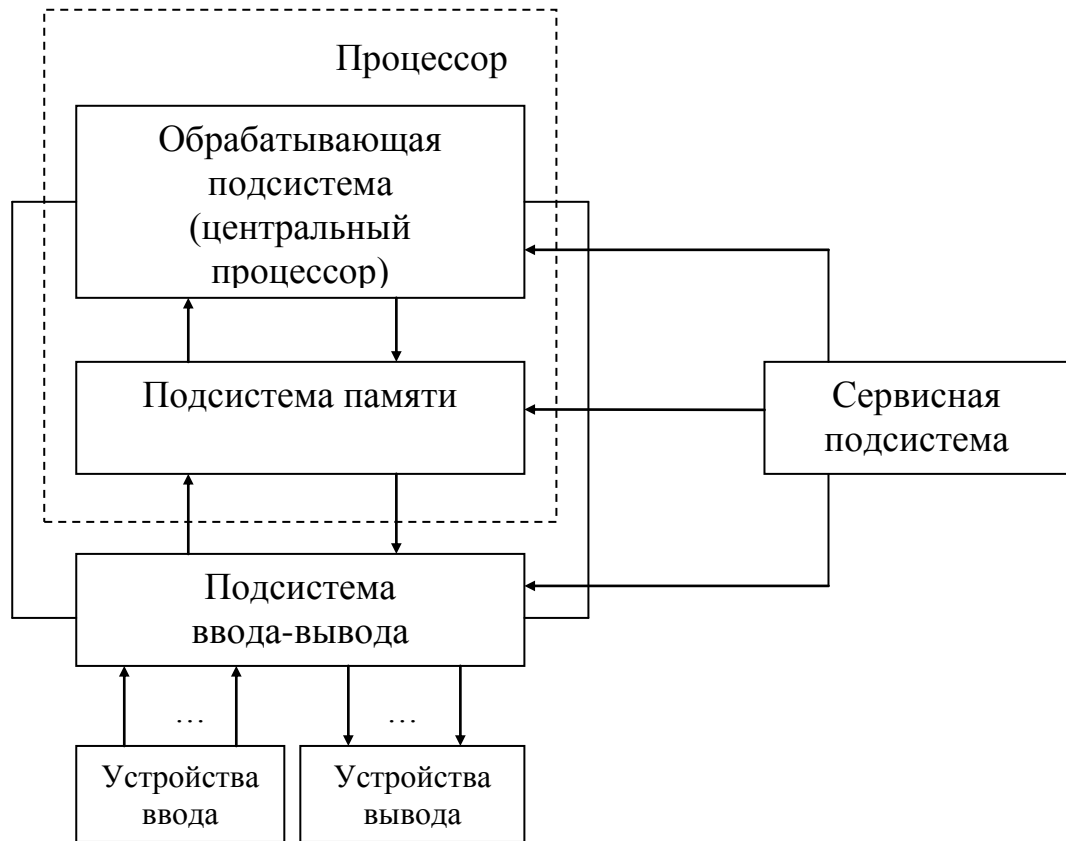 Процессор
Обрабатывающая
подсистема
(центральный
процессор)
Подсистема памяти
Сервисная
подсистема
Подсистема
ввода-вывода
... ...
Устройства
ввода
Устройства
вывода